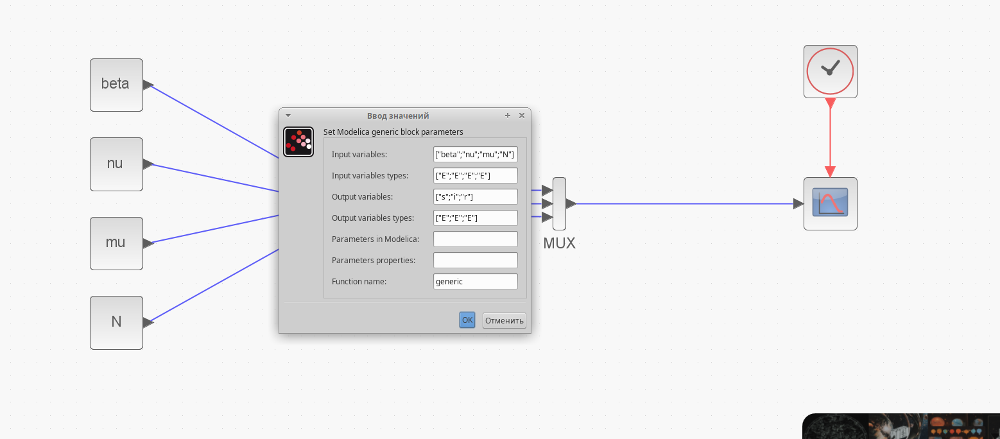 beta
nu
mu
N
Ввод значений
Set Modelica generic block parameters
Input variables: ["beta";"nu";"mu";"N"]
Input variables types: ["E";"E";"E";"E"]
Output variables: ["s";"i";"r"]
Output variables types: ["E";"E";"E"]
Parameters in Modelica:
Parameters properties:
Function name: generic
OK Отменить
MUX